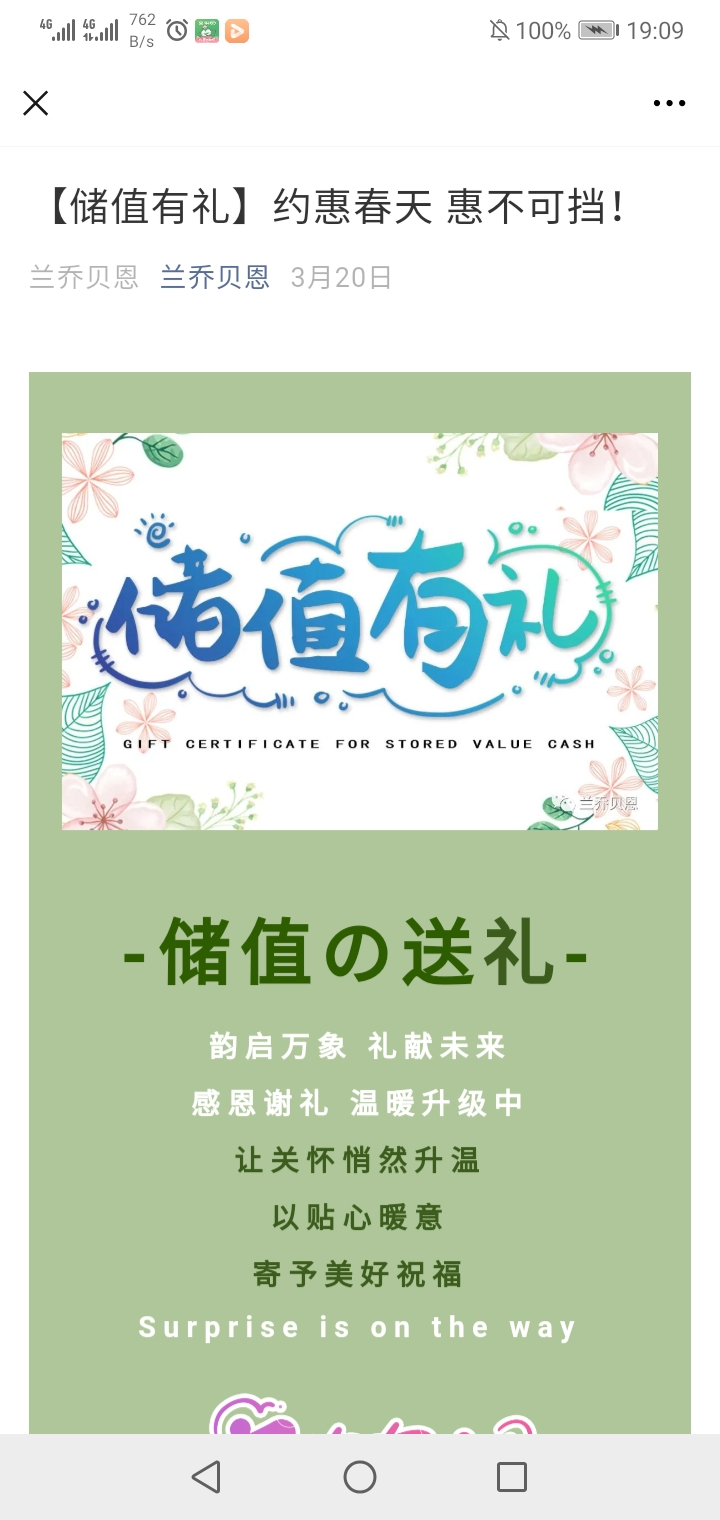 4G 4G 762 B/s 100% 19:09
【储值有礼】约惠春天 惠不可挡！
兰乔贝恩 兰乔贝恩 3月20日
储值有礼
GIFT CERTIFICATE FOR STORED VALUE CASH
兰乔贝恩
-储值の送礼-
韵启万象 礼献未来
感恩谢礼 温暖升级中
让关怀悄然升温
以贴心暖意
寄予美好祝福
Surprise is on the way